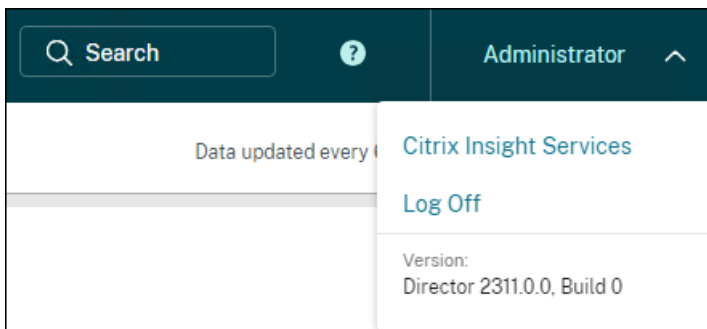 Search
?
Administrator
Data updated every
Citrix Insight Services
Log Off
Version:
Director 2311.0.0, Build 0